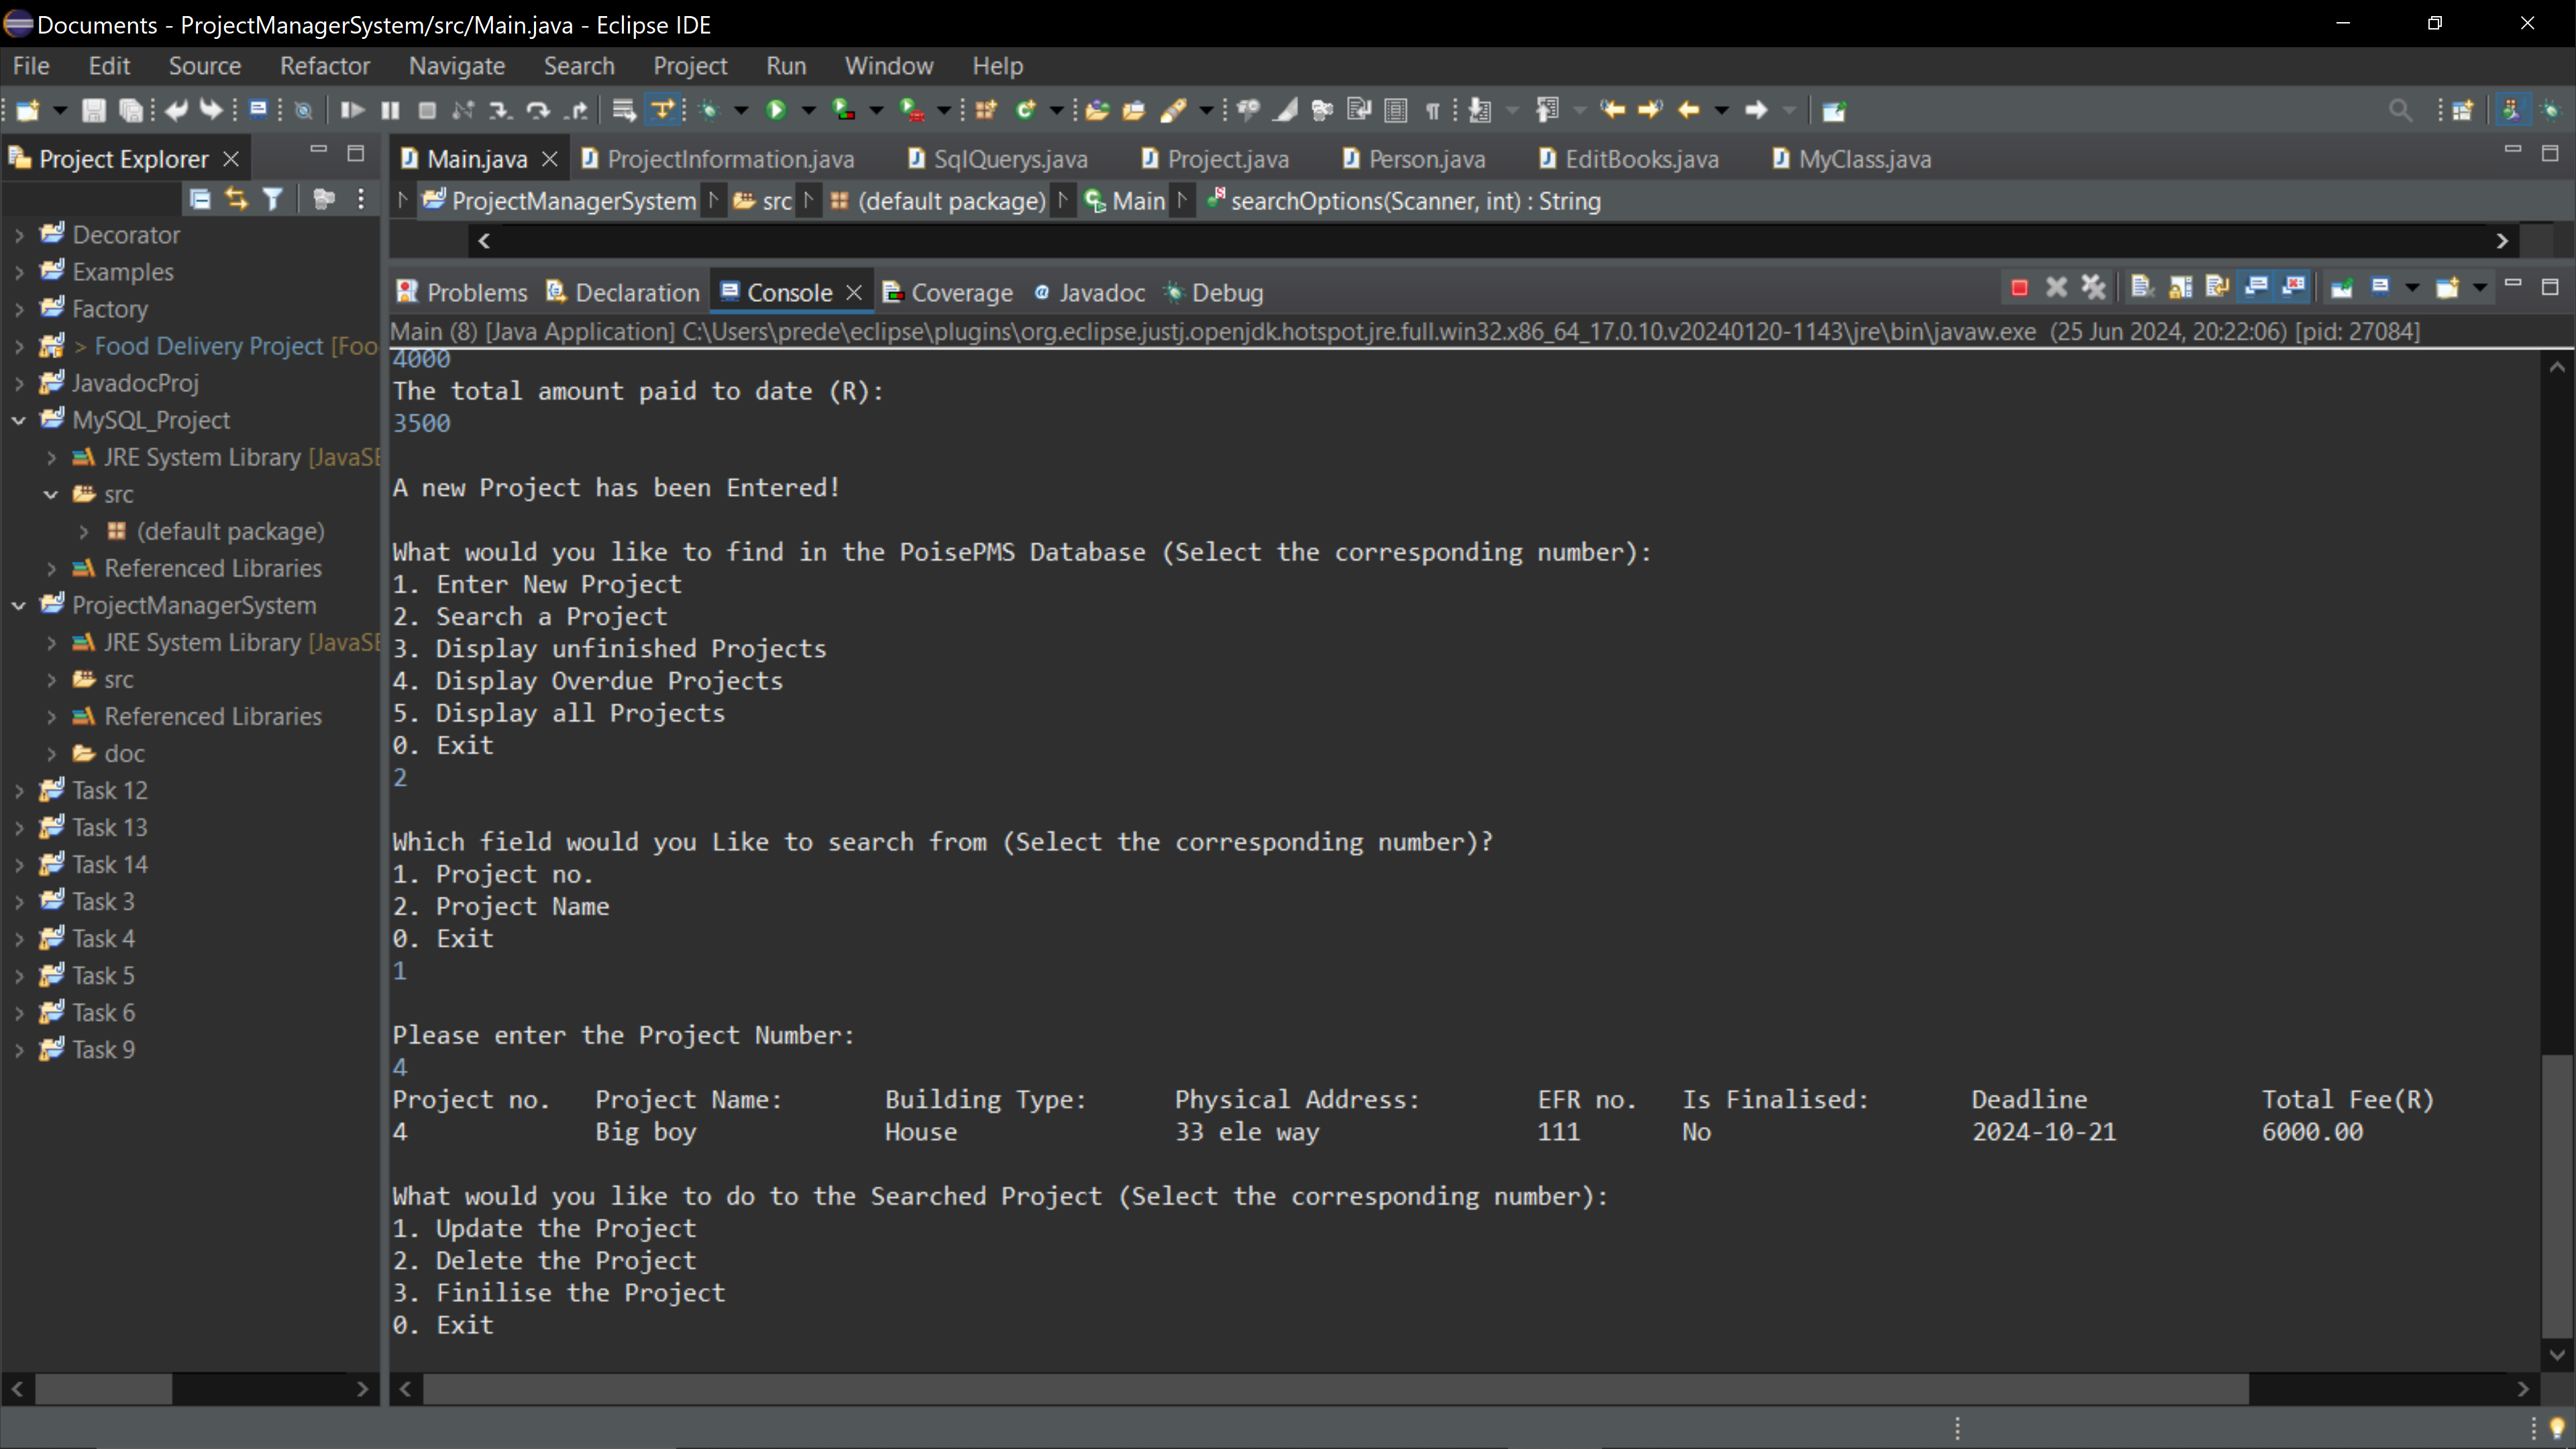 Documents - ProjectManagerSystem/src/Main.java - Eclipse IDE
File Edit Source Refactor Navigate Search Project Run Window Help
Project Explorer
Main.java ProjectInformation.java SqlQuerys.java Project.java Person.java EditBooks.java MyClass.java
ProjectManagerSystem src (default package) Main searchOptions(Scanner, int) : String
Decorator
Examples
Factory
> Food Delivery Project [Foo
JavadocProj
MySQL_Project
JRE System Library [JavaSE
src
(default package)
Referenced Libraries
ProjectManagerSystem
JRE System Library [JavaSE
src
Referenced Libraries
doc
Task 12
Task 13
Task 14
Task 3
Task 4
Task 5
Task 6
Task 9
Problems Declaration Console Coverage Javadoc Debug
Main (8) [Java Application] C:\Users\prede\eclipse\plugins\org.eclipse.justj.openjdk.hotspot.jre.full.win32.x86_64_17.0.10.v20240120-1143\jre\bin\javaw.exe (25 Jun 2024, 20:22:06) [pid: 27084]
4000
The total amount paid to date (R):
3500
A new Project has been Entered!
What would you like to find in the PoisePMS Database (Select the corresponding number):
1. Enter New Project
2. Search a Project
3. Display unfinished Projects
4. Display Overdue Projects
5. Display all Projects
0. Exit
2
Which field would you Like to search from (Select the corresponding number)?
1. Project no.
2. Project Name
0. Exit
1
Please enter the Project Number:
4
Project no. Project Name: Building Type: Physical Address: EFR no. Is Finalised: Deadline Total Fee(R)
4 Big boy House 33 ele way 111 No 2024-10-21 6000.00
What would you like to do to the Searched Project (Select the corresponding number):
1. Update the Project
2. Delete the Project
3. Finilise the Project
0. Exit